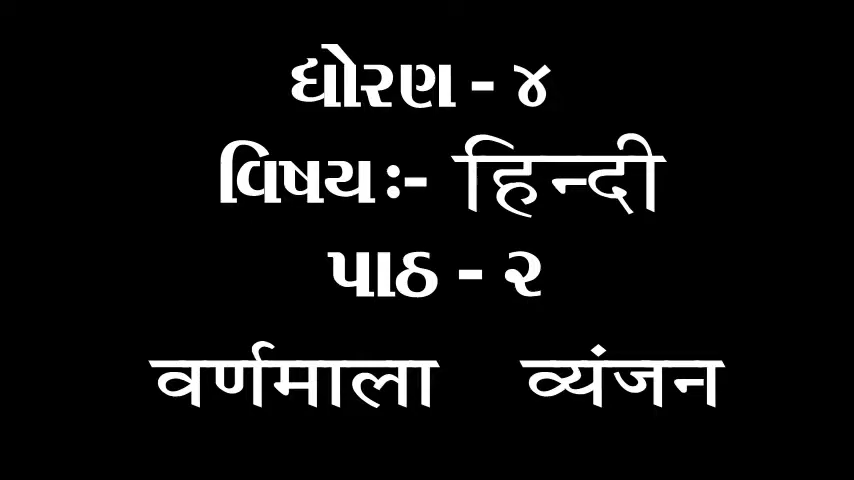 ધોરણ - ૪
વિષય ઃ- हिन्दी
પાઠ - ૨
वर्णमाला व्यंजन